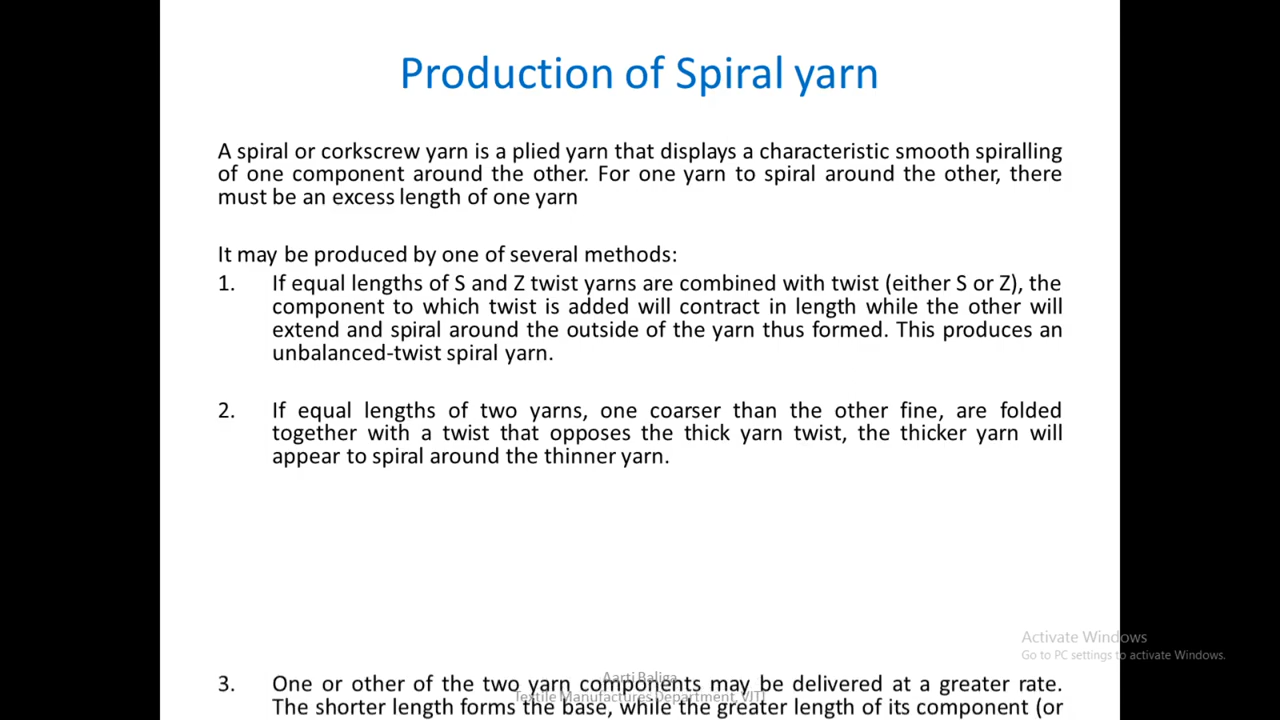 Production of Spiral yarn
A spiral or corkscrew yarn is a plied yarn that displays a characteristic smooth spiralling
of one component around the other. For one yarn to spiral around the other, there
must be an excess length of one yarn
It may be produced by one of several methods:
1. If equal lengths of S and Z twist yarns are combined with twist (either S or Z), the
component to which twist is added will contract in length while the other will
extend and spiral around the outside of the yarn thus formed. This produces an
unbalanced-twist spiral yarn.
2. If equal lengths of two yarns, one coarser than the other fine, are folded
together with a twist that opposes the thick yarn twist, the thicker yarn will
appear to spiral around the thinner yarn.
Activate Windows
Go to PC settings to activate Windows.
Aarti Baliga
3. One or other of the two yarn components may be delivered at a greater rate.
Textile Manufactures Department, VJTI
The shorter length forms the base, while the greater length of its component (or